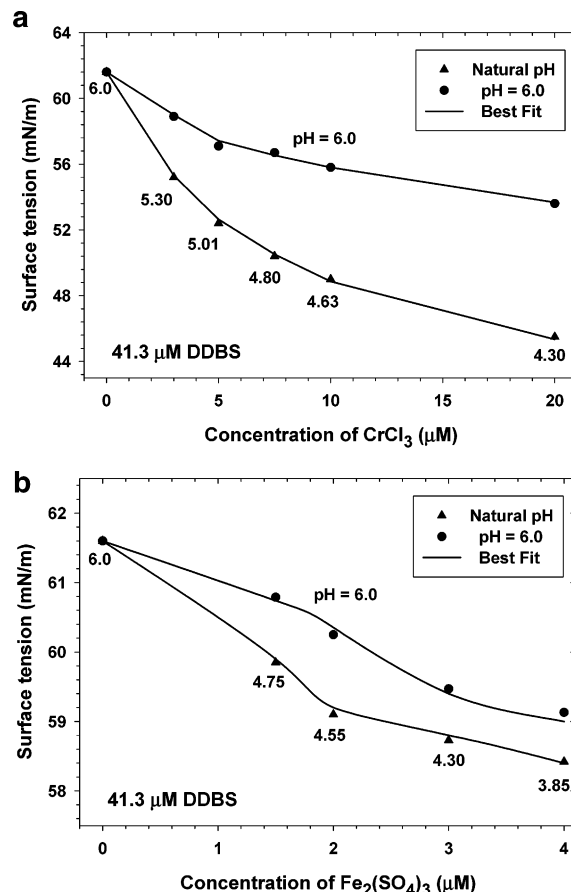 a
64
60
56
52
48
44
Surface tension (mN/m)
Natural pH
pH = 6.0
Best Fit
6.0
pH = 6.0
5.30
5.01
4.80
4.63
4.30
41.3 μM DDBS
0 5 10 15 20
Concentration of CrCl₃ (μM)
b
62
61
60
59
58
Surface tension (mN/m)
Natural pH
pH = 6.0
Best Fit
6.0
pH = 6.0
4.75
4.55
4.30
3.85
41.3 μM DDBS
0 1 2 3 4
Concentration of Fe₂(SO₄)₃ (μM)